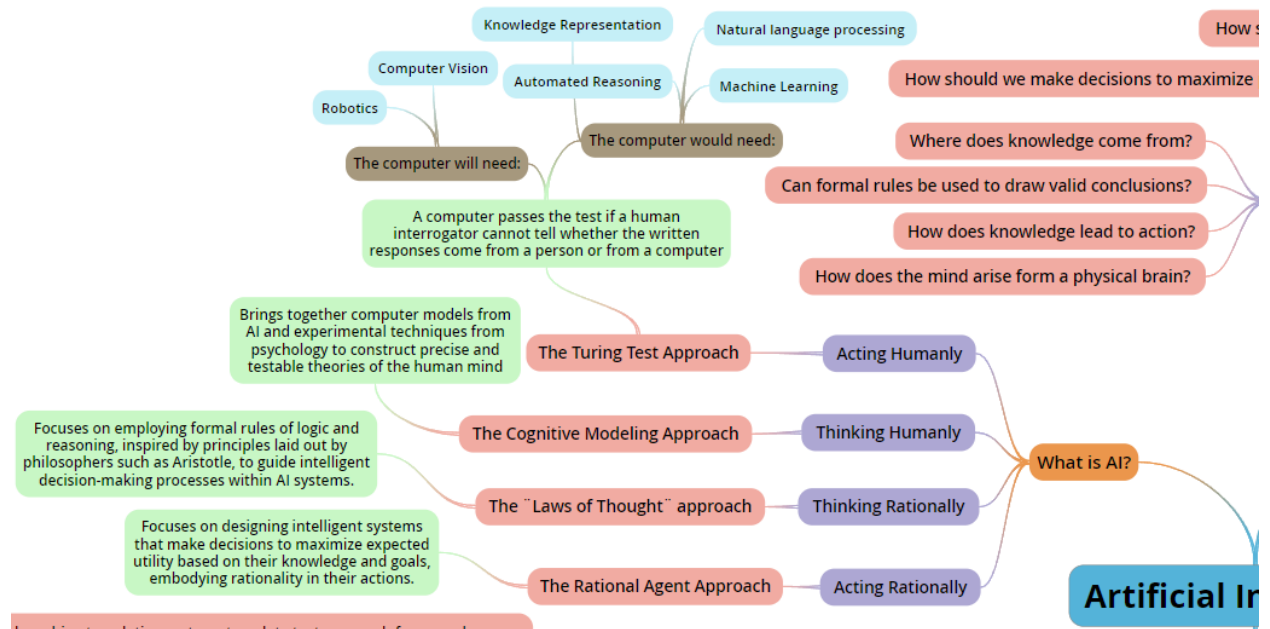 Knowledge Representation
Natural language processing
How
Computer Vision
Automated Reasoning
Machine Learning
How should we make decisions to maximize
Robotics
The computer will need:
The computer would need:
Where does knowledge come from?
Can formal rules be used to draw valid conclusions?
How does knowledge lead to action?
How does the mind arise form a physical brain?
A computer passes the test if a human
interrogator cannot tell whether the written
responses come from a person or from a computer
Brings together computer models from
AI and experimental techniques from
psychology to construct precise and
testable theories of the human mind
The Turing Test Approach
Acting Humanly
Focuses on employing formal rules of logic and
reasoning, inspired by principles laid out by
philosophers such as Aristotle, to guide intelligent
decision-making processes within AI systems.
The Cognitive Modeling Approach
Thinking Humanly
What is AI?
The ¨Laws of Thought¨ approach
Thinking Rationally
Focuses on designing intelligent systems
that make decisions to maximize expected
utility based on their knowledge and goals,
embodying rationality in their actions.
The Rational Agent Approach
Acting Rationally
Artificial In